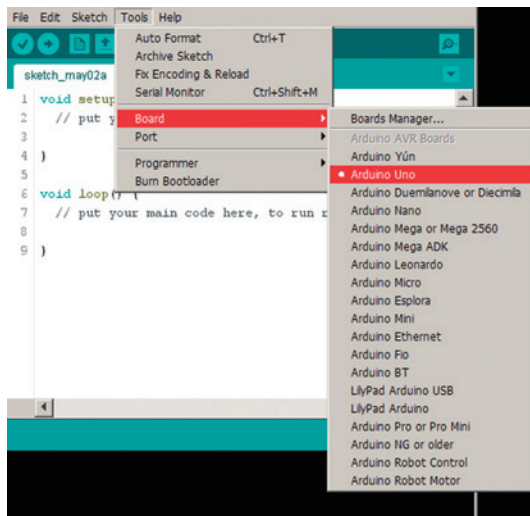 File Edit Sketch Tools Help
Auto Format Ctrl+T
Archive Sketch
Fix Encoding & Reload
Serial Monitor Ctrl+Shift+M
Board
Port
Programmer
Burn Bootloader
sketch_may02a
1 void setup
2 // put y
3
4 }
5
6 void loop() {
7 // put your main code here, to run r
8
9 }
Boards Manager...
Arduino AVR Boards
Arduino Yún
Arduino Uno
Arduino Duemilanove or Diecimila
Arduino Nano
Arduino Mega or Mega 2560
Arduino Mega ADK
Arduino Leonardo
Arduino Micro
Arduino Esplora
Arduino Mini
Arduino Ethernet
Arduino Fio
Arduino BT
LilyPad Arduino USB
LilyPad Arduino
Arduino Pro or Pro Mini
Arduino NG or older
Arduino Robot Control
Arduino Robot Motor